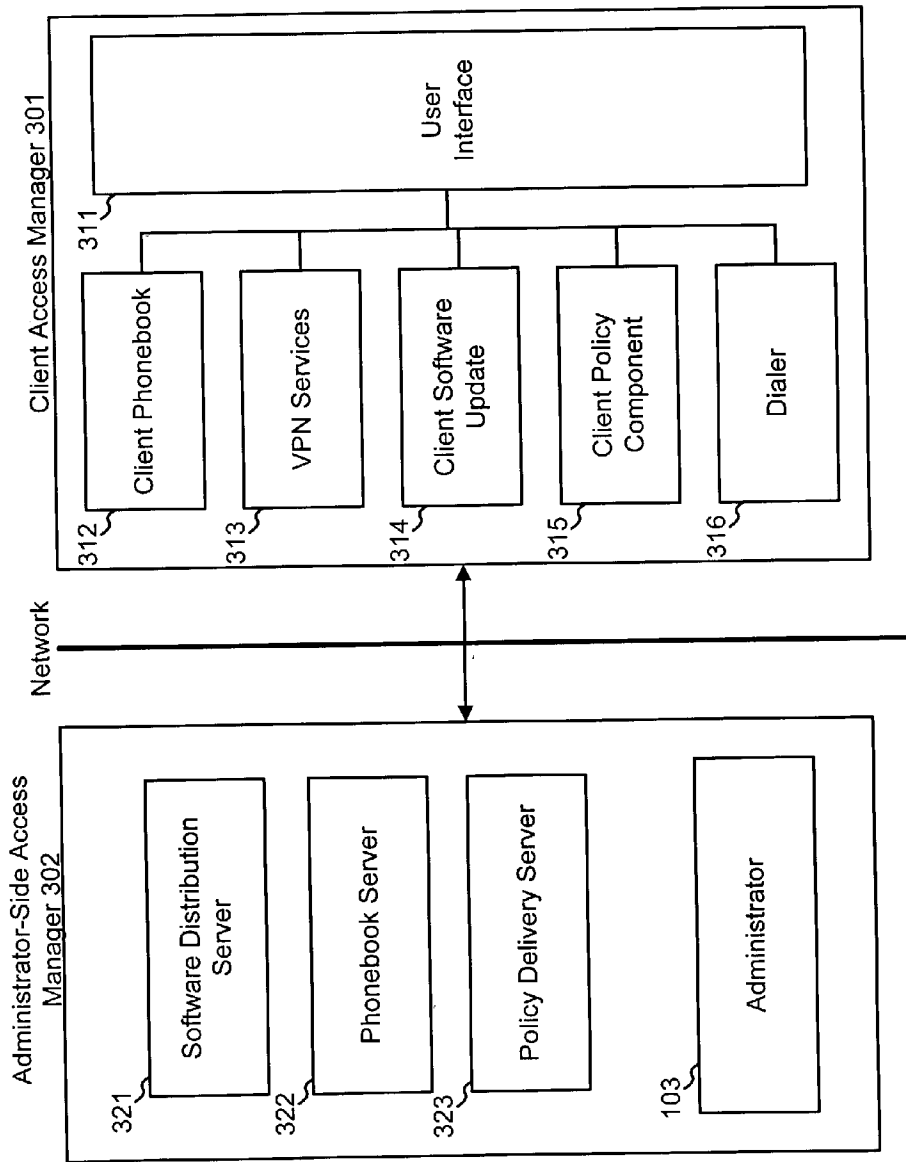 Administrator-Side Access
Manager 302
321
Software Distribution
Server
322
Phonebook Server
323
Policy Delivery Server
103
Administrator
Network
Client Access Manager 301
312
Client Phonebook
313
VPN Services
314
Client Software
Update
315
Client Policy
Component
316
Dialer
311
User
Interface